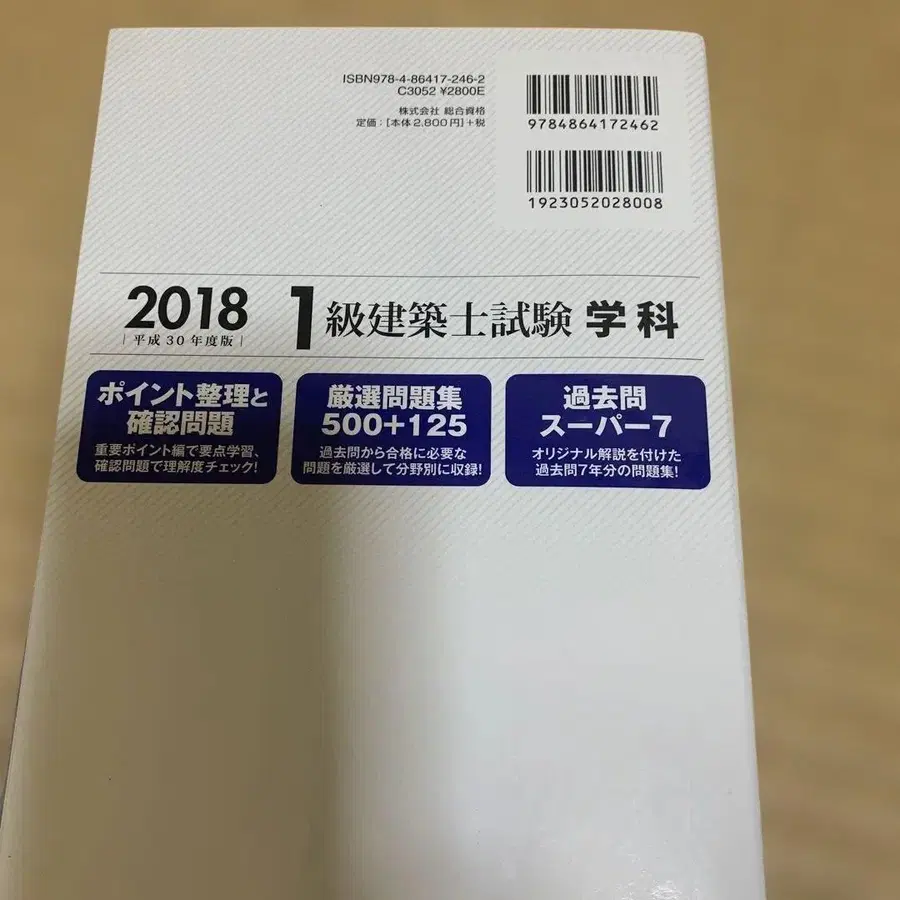 ISBN978-4-86417-246-2
C3052 ¥2800E
株式会社 総合資格
定価:[本体2,800円]+税
9784864172462
1923052028008
2018
平成30年度版
1級建築士試験 学科
ポイント整理と
確認問題
重要ポイント編で要点学習、
確認問題で理解度チェック!
厳選問題集
500+125
過去問から合格に必要な
問題を厳選して分野別に収録!
過去問
スーパー7
オリジナル解説を付けた
過去問7年分の問題集!